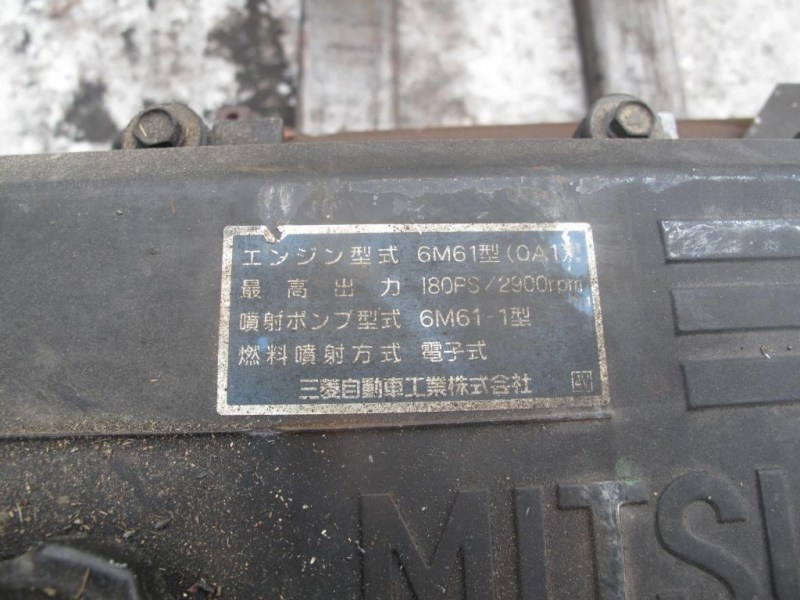 エンジン型式 6M61型(0A1)
最高出力 180PS/2900rpm
噴射ポンプ型式 6M61-1型
燃料噴射方式 電子式
三菱自動車工業株式会社
MITSU